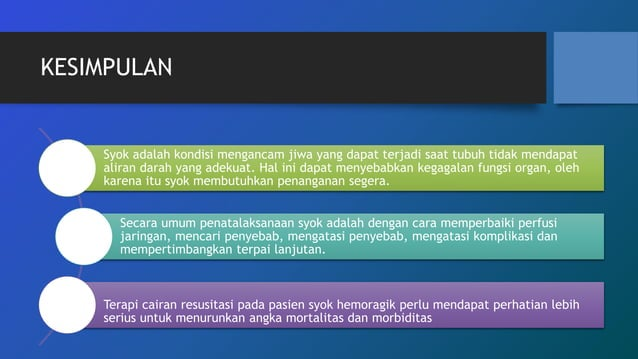 KESIMPULAN
Syok adalah kondisi mengancam jiwa yang dapat terjadi saat tubuh tidak mendapat
aliran darah yang adekuat. Hal ini dapat menyebabkan kegagalan fungsi organ, oleh
karena itu syok membutuhkan penanganan segera.
Secara umum penatalaksanaan syok adalah dengan cara memperbaiki perfusi
jaringan, mencari penyebab, mengatasi penyebab, mengatasi komplikasi dan
mempertimbangkan terpai lanjutan.
Terapi cairan resusitasi pada pasien syok hemoragik perlu mendapat perhatian lebih
serius untuk menurunkan angka mortalitas dan morbiditas